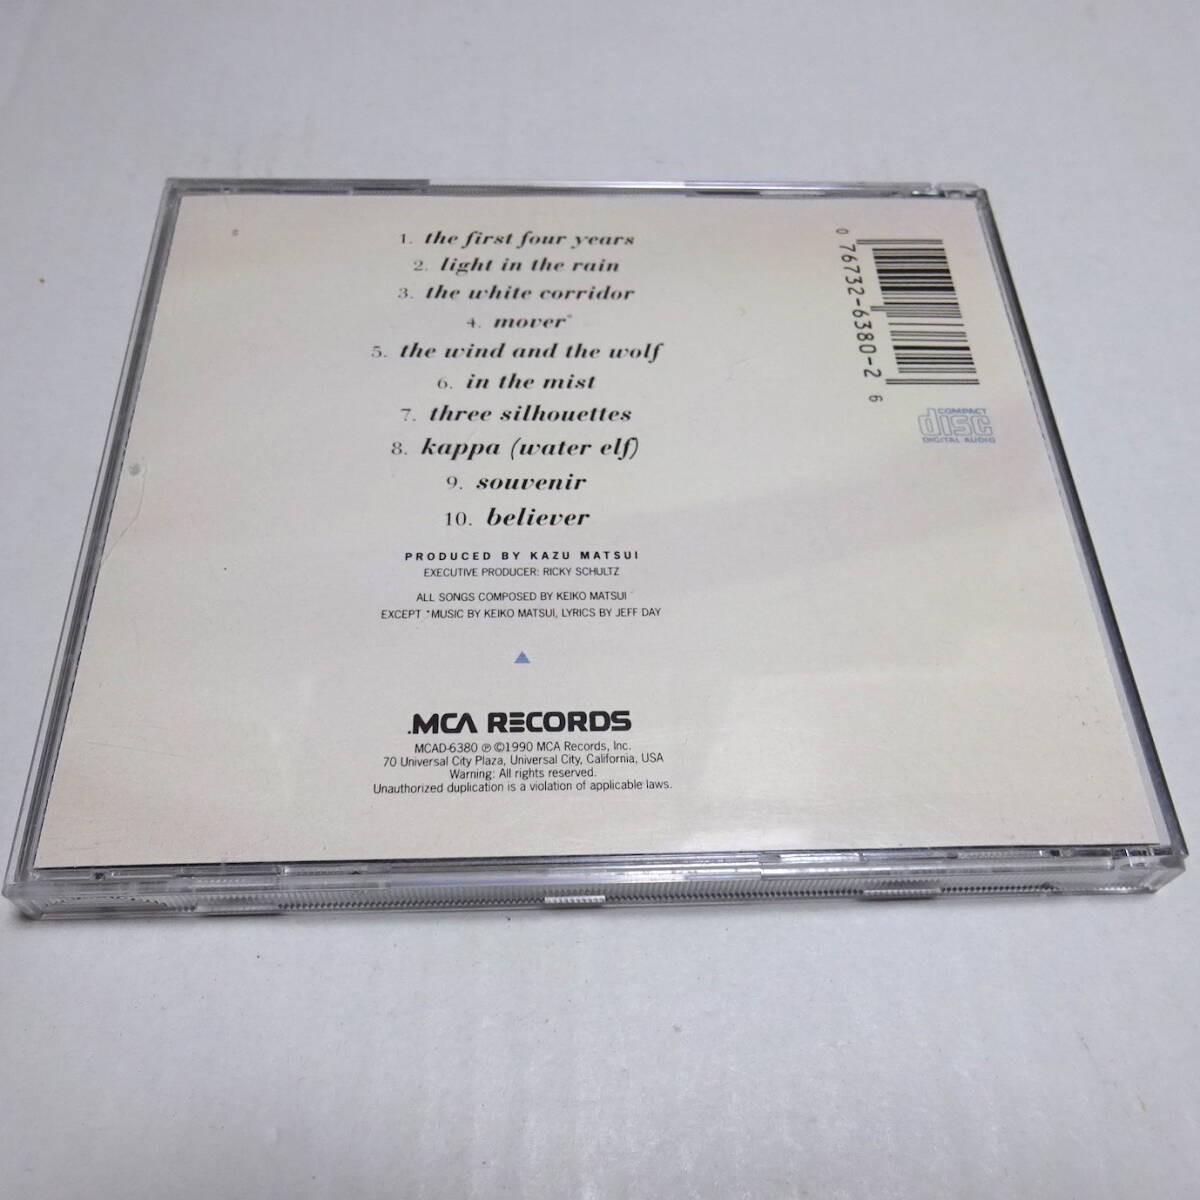 1. the first four years
2. light in the rain
3. the white corridor
4. mover*
5. the wind and the wolf
6. in the mist
7. three silhouettes
8. kappa (water elf)
9. souvenir
10. believer
PRODUCED BY KAZU MATSUI
EXECUTIVE PRODUCER: RICKY SCHULTZ
ALL SONGS COMPOSED BY KEIKO MATSUI
EXCEPT *MUSIC BY KEIKO MATSUI, LYRICS BY JEFF DAY
.MCA RECORDS
MCAD-6380 ℗ ©1990 MCA Records, Inc.
70 Universal City Plaza, Universal City, California, USA
Warning: All rights reserved.
Unauthorized duplication is a violation of applicable laws.
0 76732-6380-2 6
COMPACT
disc
DIGITAL AUDIO